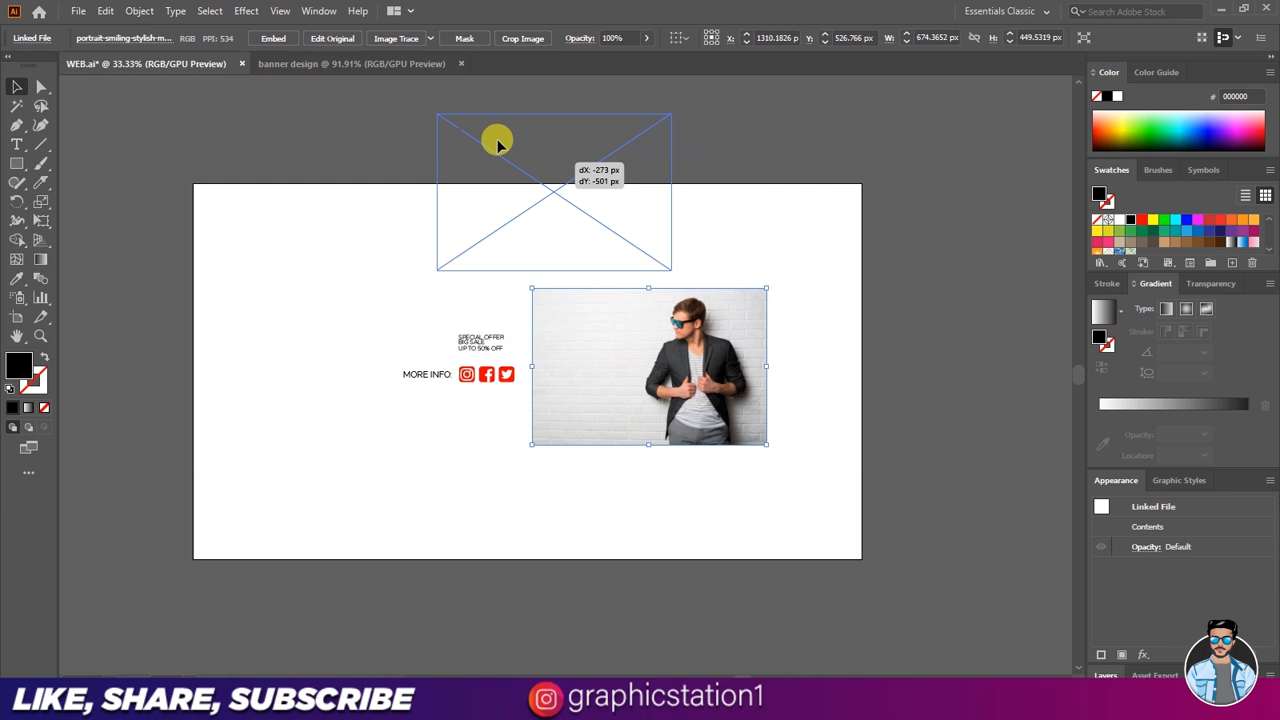 Ai File Edit Object Type Select Effect View Window Help Essentials Classic Search Adobe Stock
Linked File portrait-smiling-stylish-m... RGB PPI: 534 Embed Edit Original Image Trace Mask Crop Image Opacity: 100% X: 1310.1826 p Y: 526.766 px W: 674.3652 px H: 449.5319 px
WEB.ai* @ 33.33% (RGB/GPU Preview) × banner design @ 91.91% (RGB/GPU Preview) ×
Color Color Guide
# 000000
dX: -273 px
dY: -501 px
Swatches Brushes Symbols
Stroke Gradient Transparency
Type:
Stroke:
Opacity:
Location:
SPECIAL OFFER
BIG SALE
UP TO 50% OFF
MORE INFO:
Appearance Graphic Styles
Linked File
Contents
Opacity: Default
Layers Asset Export
LIKE, SHARE, SUBSCRIBE graphicstation1